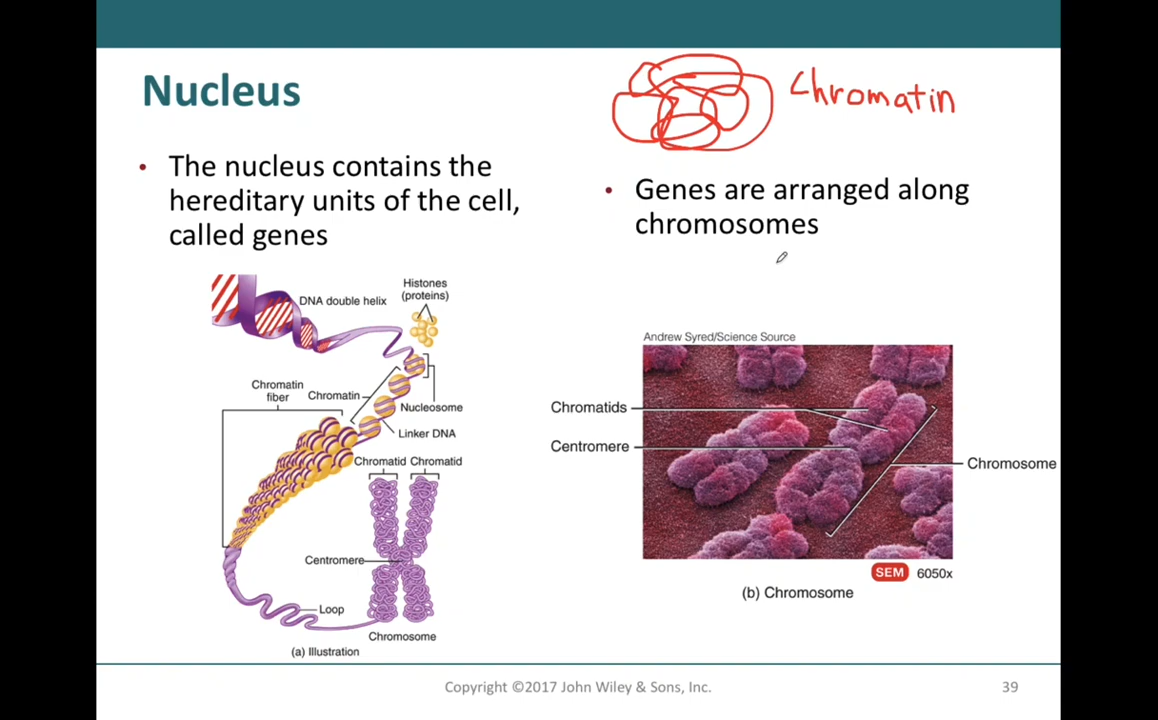 Nucleus
Chromatin
• The nucleus contains the
hereditary units of the cell,
called genes
• Genes are arranged along
chromosomes
DNA double helix
Histones
(proteins)
Chromatin
fiber
Chromatin
Nucleosome
Linker DNA
Chromatid Chromatid
Centromere
Loop
Chromosome
(a) Illustration
Andrew Syred/Science Source
Chromatids
Centromere
Chromosome
SEM 6050x
(b) Chromosome
Copyright ©2017 John Wiley & Sons, Inc.
39